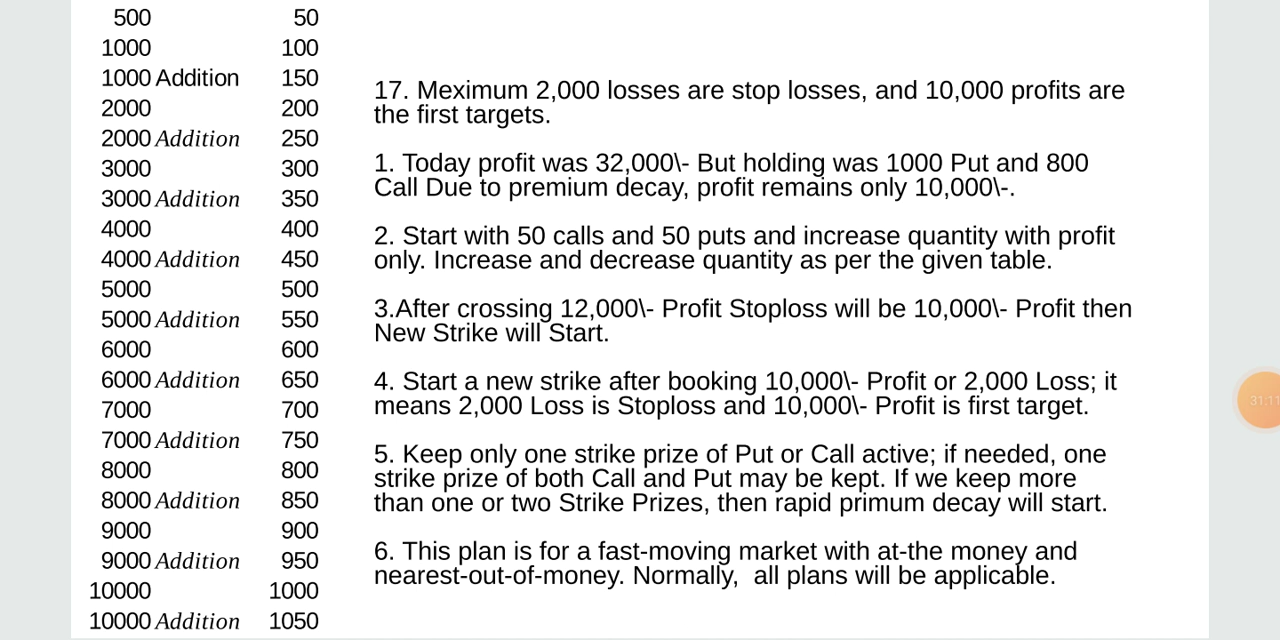 500 50
1000 100
1000 Addition 150
2000 200
2000 Addition 250
3000 300
3000 Addition 350
4000 400
4000 Addition 450
5000 500
5000 Addition 550
6000 600
6000 Addition 650
7000 700
7000 Addition 750
8000 800
8000 Addition 850
9000 900
9000 Addition 950
10000 1000
10000 Addition 1050
17. Meximum 2,000 losses are stop losses, and 10,000 profits are
the first targets.
1. Today profit was 32,000\- But holding was 1000 Put and 800
Call Due to premium decay, profit remains only 10,000\-.
2. Start with 50 calls and 50 puts and increase quantity with profit
only. Increase and decrease quantity as per the given table.
3.After crossing 12,000\- Profit Stoploss will be 10,000\- Profit then
New Strike will Start.
4. Start a new strike after booking 10,000\- Profit or 2,000 Loss; it
means 2,000 Loss is Stoploss and 10,000\- Profit is first target.
5. Keep only one strike prize of Put or Call active; if needed, one
strike prize of both Call and Put may be kept. If we keep more
than one or two Strike Prizes, then rapid primum decay will start.
6. This plan is for a fast-moving market with at-the money and
nearest-out-of-money. Normally,  all plans will be applicable.
31:11